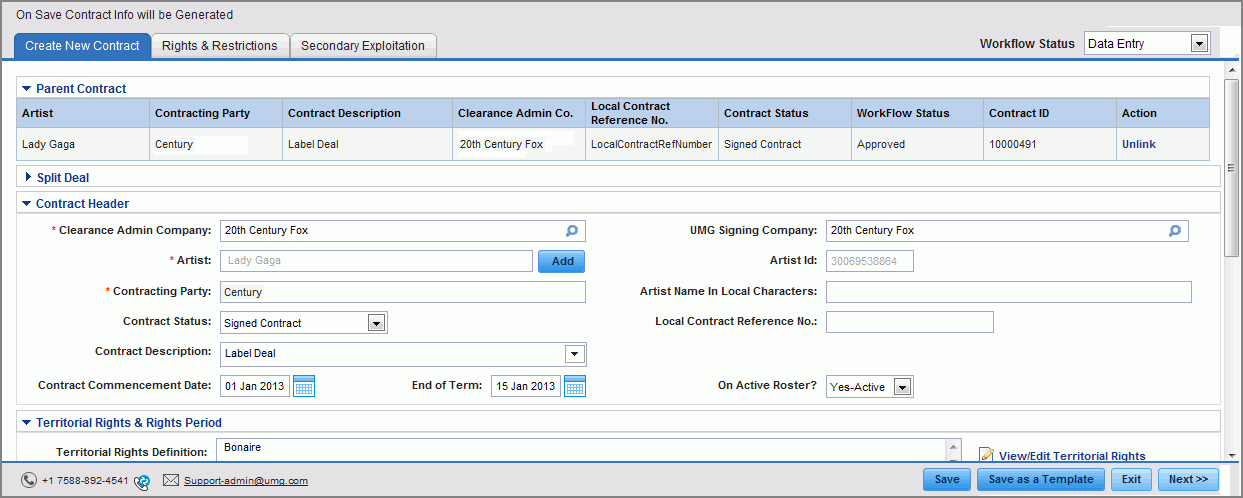 On Save Contract Info will be Generated
Create New Contract Rights & Restrictions Secondary Exploitation Workflow Status Data Entry
Parent Contract
Artist Contracting Party Contract Description Clearance Admin Co. Local Contract Reference No. Contract Status WorkFlow Status Contract ID Action
Lady Gaga Century Label Deal 20th Century Fox LocalContractRefNumber Signed Contract Approved 10000491 Unlink
Split Deal
Contract Header
* Clearance Admin Company: 20th Century Fox UMG Signing Company: 20th Century Fox
* Artist: Lady Gaga Add Artist Id: 30069538864
* Contracting Party: Century Artist Name In Local Characters:
Contract Status: Signed Contract Local Contract Reference No.:
Contract Description: Label Deal
Contract Commencement Date: 01 Jan 2013 End of Term: 15 Jan 2013 On Active Roster? Yes-Active
Territorial Rights & Rights Period
Territorial Rights Definition: Bonaire View/Edit Territorial Rights
+1 7588-892-4541 Support-admin@umg.com Save Save as a Template Exit Next >>